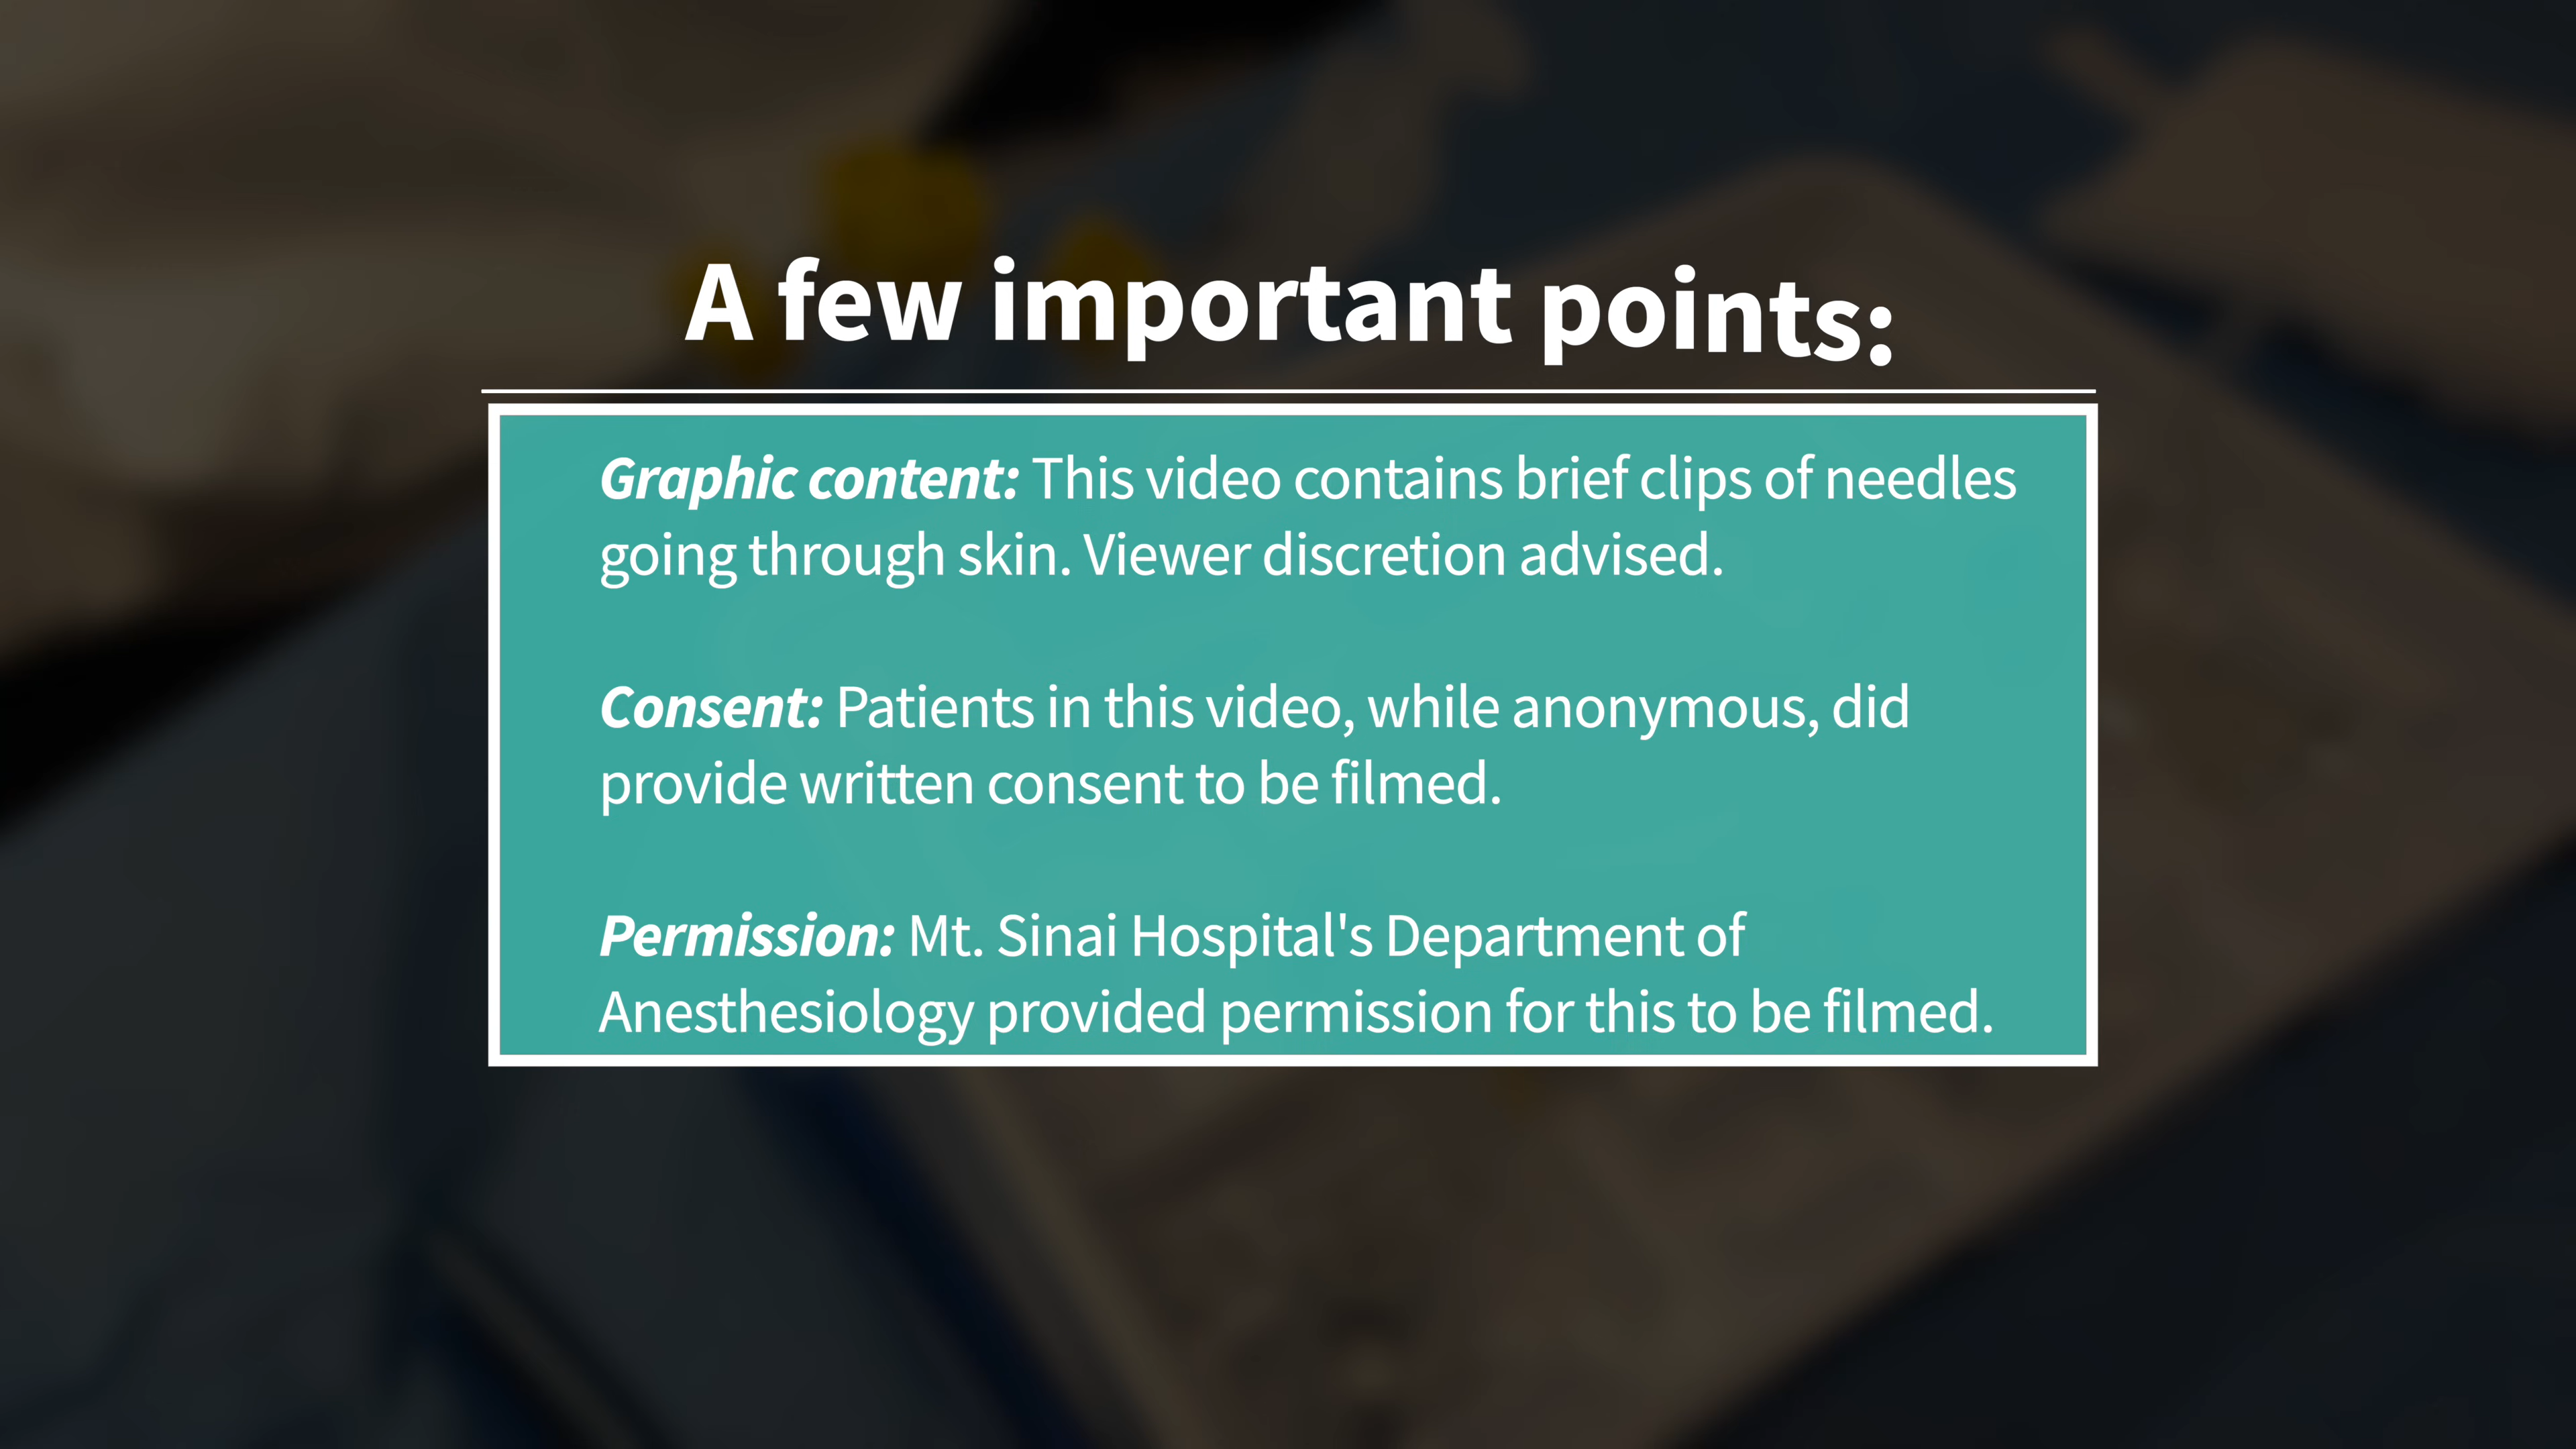 A few important points:
Graphic content: This video contains brief clips of needles
going through skin. Viewer discretion advised.
Consent: Patients in this video, while anonymous, did
provide written consent to be filmed.
Permission: Mt. Sinai Hospital's Department of
Anesthesiology provided permission for this to be filmed.